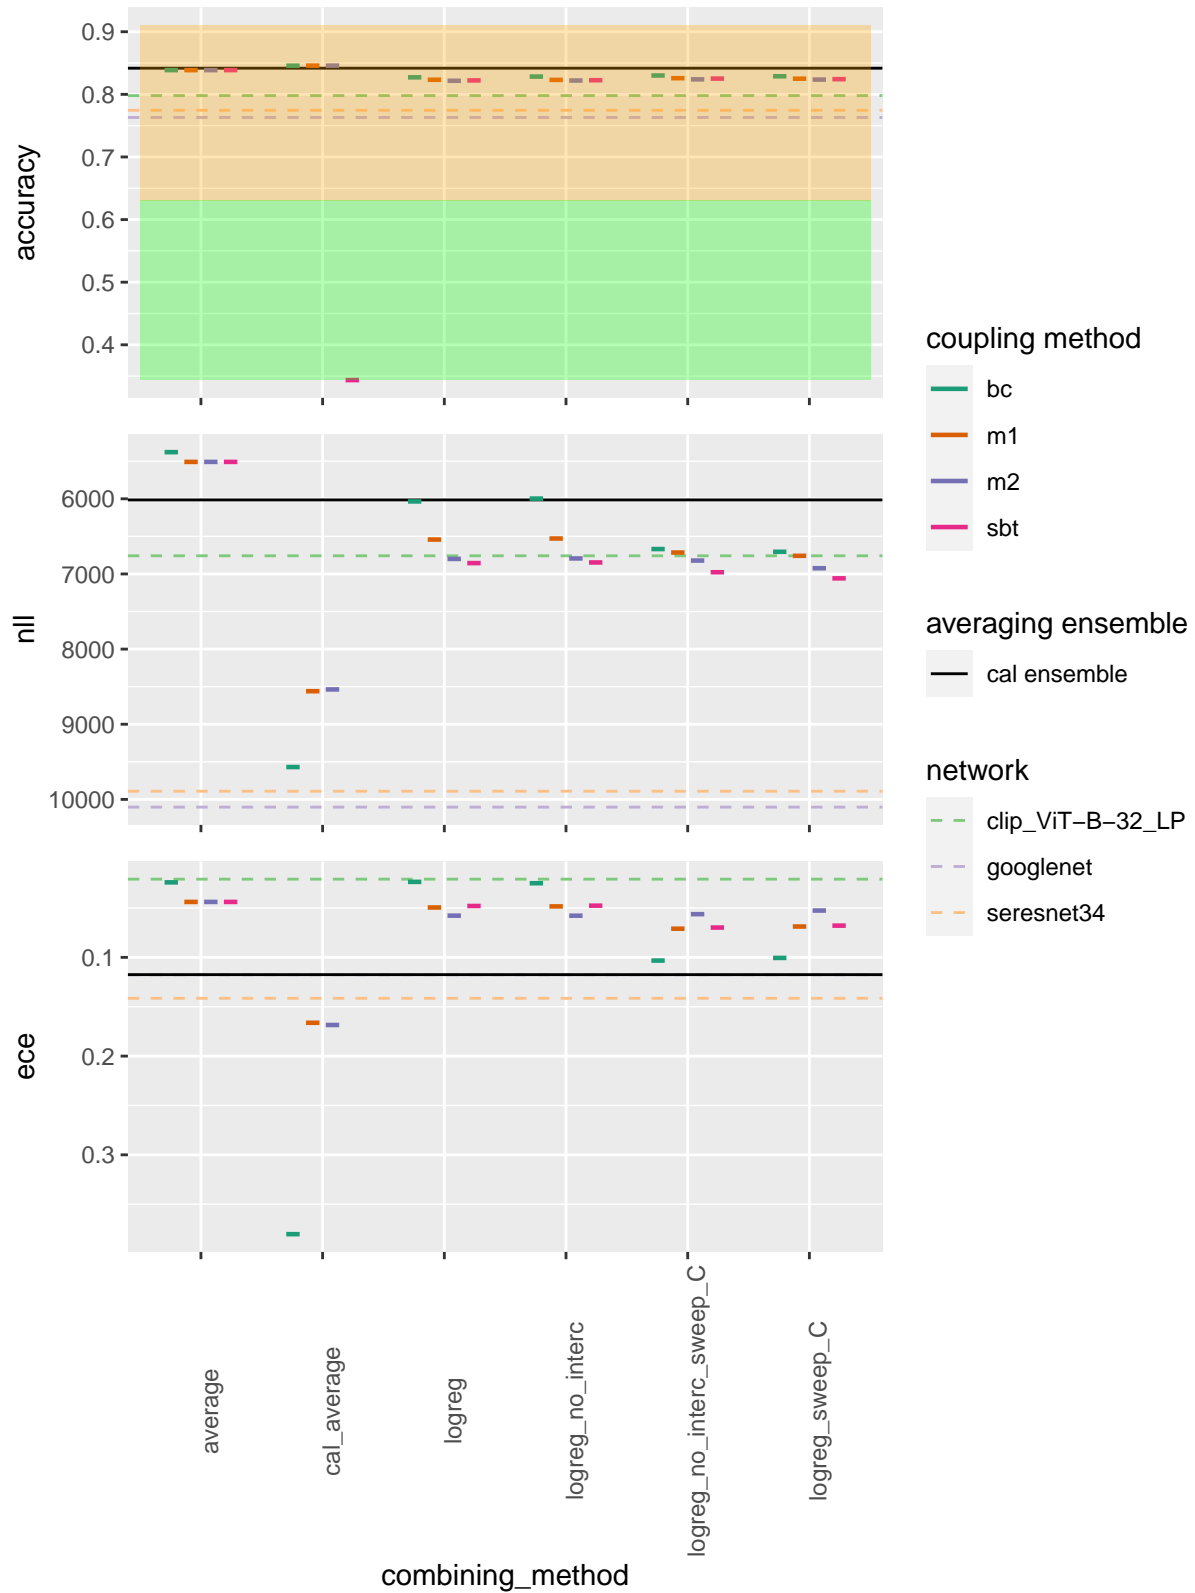 0.9
0.8
0.7
0.6
0.5
0.4
accuracy
6000
7000
8000
9000
10000
nll
0.1
0.2
0.3
ece
average
cal_average
logreg
logreg_no_interc
logreg_no_interc_sweep_C
logreg_sweep_C
combining_method
coupling method
bc
m1
m2
sbt
averaging ensemble
cal ensemble
network
clip_ViT−B−32_LP
googlenet
seresnet34